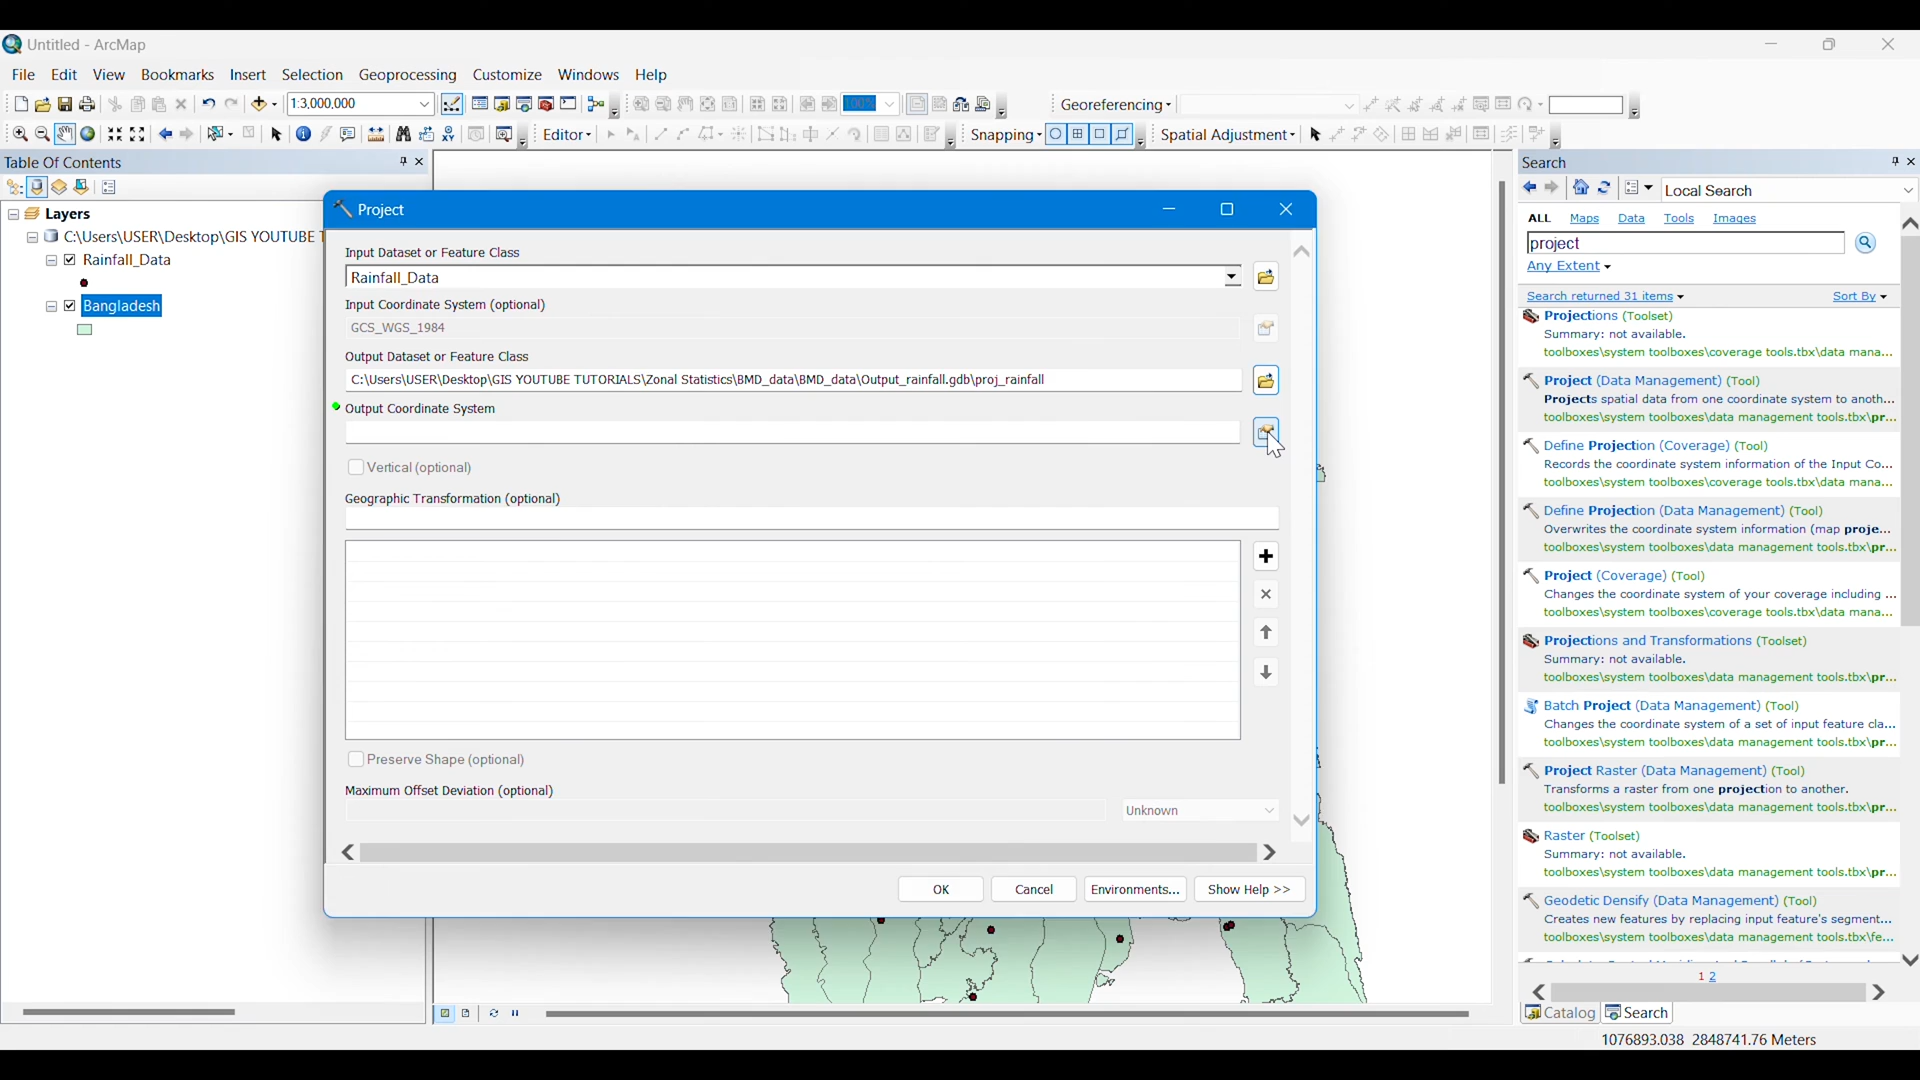 Untitled - ArcMap
File Edit View Bookmarks Insert Selection Geoprocessing Customize Windows Help
1:3,000,000 100% Georeferencing
Editor Snapping Spatial Adjustment
Table Of Contents
Layers
C:\Users\USER\Desktop\GIS YOUTUBE T
Rainfall_Data
Bangladesh
Project
Input Dataset or Feature Class
Rainfall_Data
Input Coordinate System (optional)
GCS_WGS_1984
Output Dataset or Feature Class
C:\Users\USER\Desktop\GIS YOUTUBE TUTORIALS\Zonal Statistics\BMD_data\BMD_data\Output_rainfall.gdb\proj_rainfall
Output Coordinate System
Vertical (optional)
Geographic Transformation (optional)
Preserve Shape (optional)
Maximum Offset Deviation (optional)
Unknown
OK Cancel Environments... Show Help >>
Search
Local Search
ALL Maps Data Tools Images
project
Any Extent
Search returned 31 items Sort By
Projections (Toolset)
Summary: not available.
toolboxes\system toolboxes\coverage tools.tbx\data mana...
Project (Data Management) (Tool)
Projects spatial data from one coordinate system to anoth...
toolboxes\system toolboxes\data management tools.tbx\pr...
Define Projection (Coverage) (Tool)
Records the coordinate system information of the Input Co...
toolboxes\system toolboxes\coverage tools.tbx\data mana...
Define Projection (Data Management) (Tool)
Overwrites the coordinate system information (map proje...
toolboxes\system toolboxes\data management tools.tbx\pr...
Project (Coverage) (Tool)
Changes the coordinate system of your coverage including ...
toolboxes\system toolboxes\coverage tools.tbx\data mana...
Projections and Transformations (Toolset)
Summary: not available.
toolboxes\system toolboxes\data management tools.tbx\pr...
Batch Project (Data Management) (Tool)
Changes the coordinate system of a set of input feature cla...
toolboxes\system toolboxes\data management tools.tbx\pr...
Project Raster (Data Management) (Tool)
Transforms a raster from one projection to another.
toolboxes\system toolboxes\data management tools.tbx\pr...
Raster (Toolset)
Summary: not available.
toolboxes\system toolboxes\data management tools.tbx\pr...
Geodetic Densify (Data Management) (Tool)
Creates new features by replacing input feature's segment...
toolboxes\system toolboxes\data management tools.tbx\fe...
1 2
Catalog Search
1076893.038 2848741.76 Meters